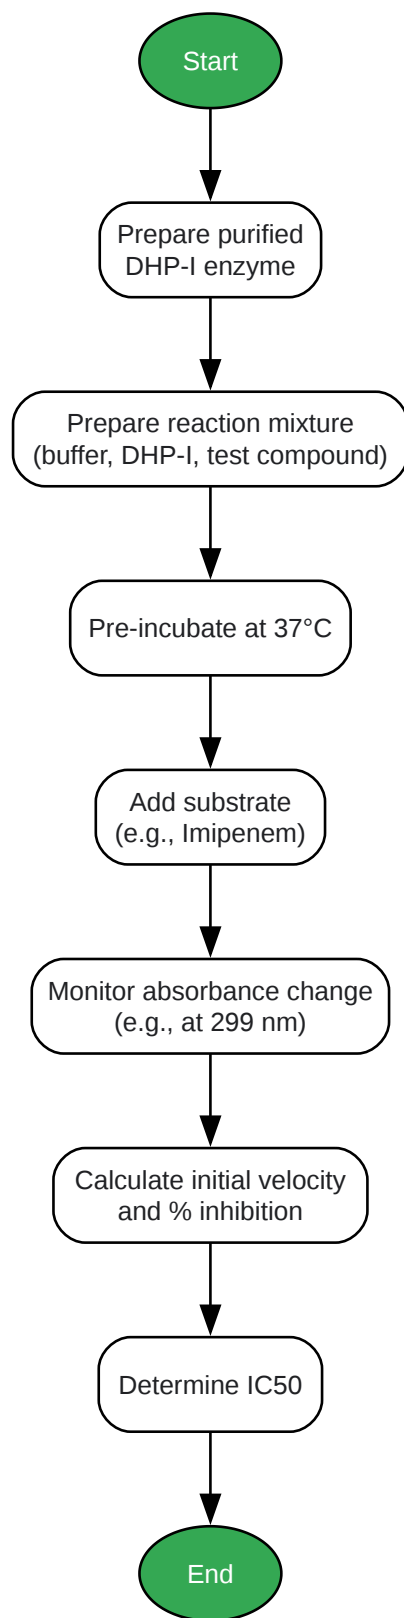 Start
Prepare purified
DHP-I enzyme
Prepare reaction mixture
(buffer, DHP-I, test compound)
Pre-incubate at 37°C
Add substrate
(e.g., Imipenem)
Monitor absorbance change
(e.g., at 299 nm)
Calculate initial velocity
and % inhibition
Determine IC50
End